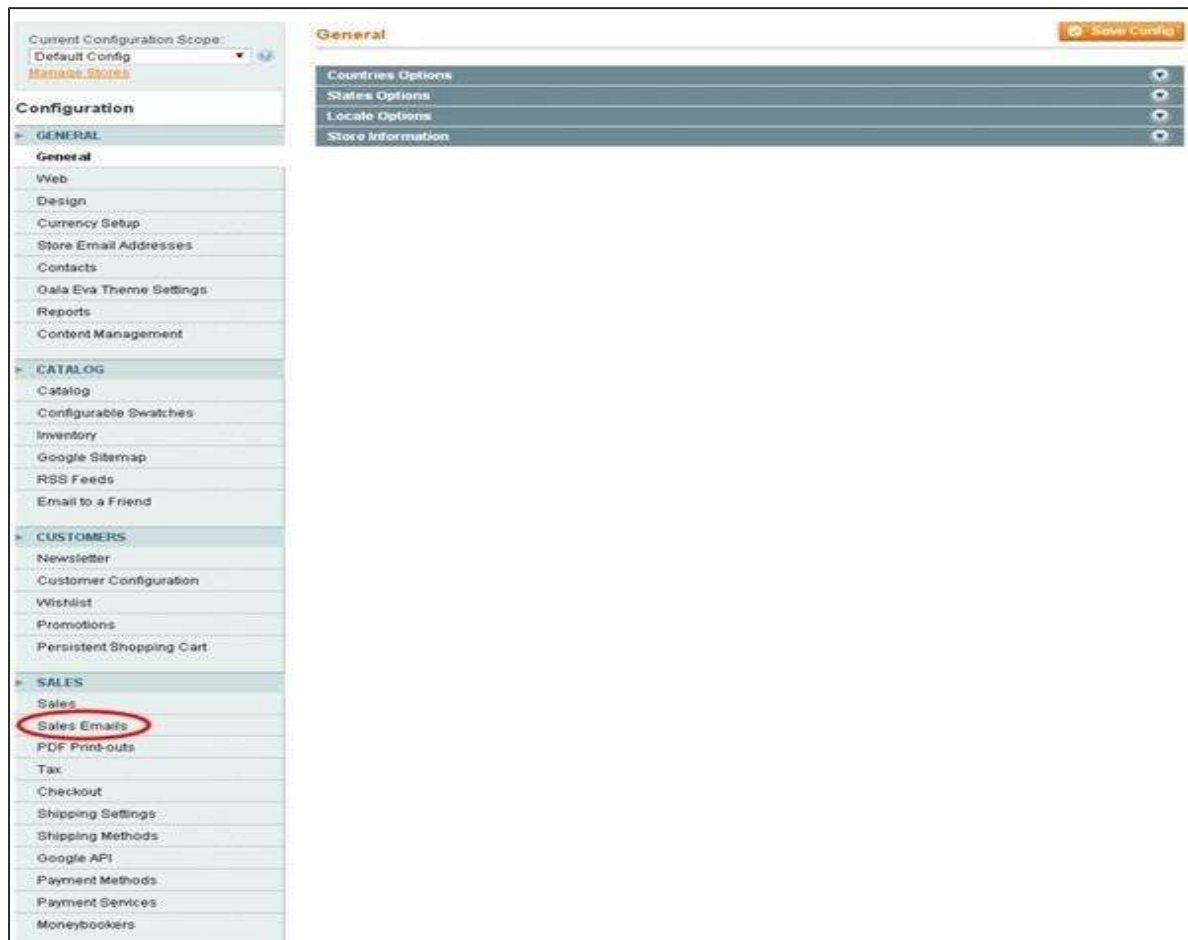 Current Configuration Scope:
Default Config
Manage Stores
Configuration
GENERAL
General
Web
Design
Currency Setup
Store Email Addresses
Contacts
Gala Eva Theme Settings
Reports
Content Management
CATALOG
Catalog
Configurable Swatches
Inventory
Google Sitemap
RSS Feeds
Email to a Friend
CUSTOMERS
Newsletter
Customer Configuration
Wishlist
Promotions
Persistent Shopping Cart
SALES
Sales
Sales Emails
PDF Print-outs
Tax
Checkout
Shipping Settings
Shipping Methods
Google API
Payment Methods
Payment Services
Moneybookers
General
Save Config
Countries Options
States Options
Locale Options
Store Information